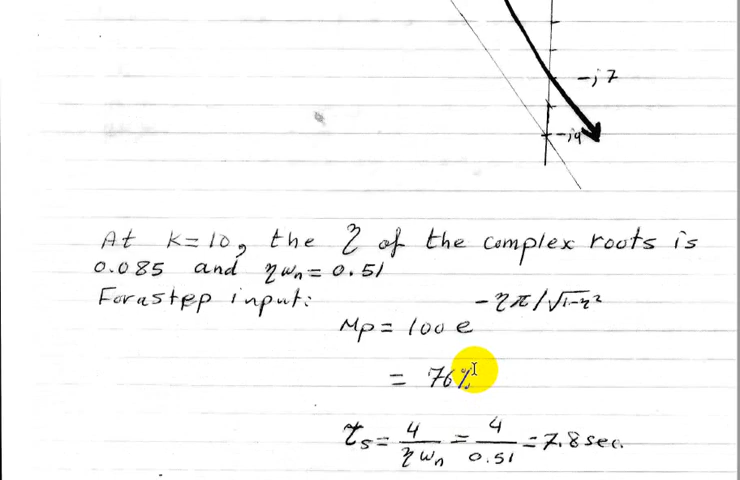 -j7
-j9
At K=10, the ζ of the complex roots is
0.085 and ζωn = 0.51
For a step input:
Mp = 100 e^(-ζπ/√1-ζ²)
= 76%
τs = 4/ζωn = 4/0.51 = 7.8 sec.